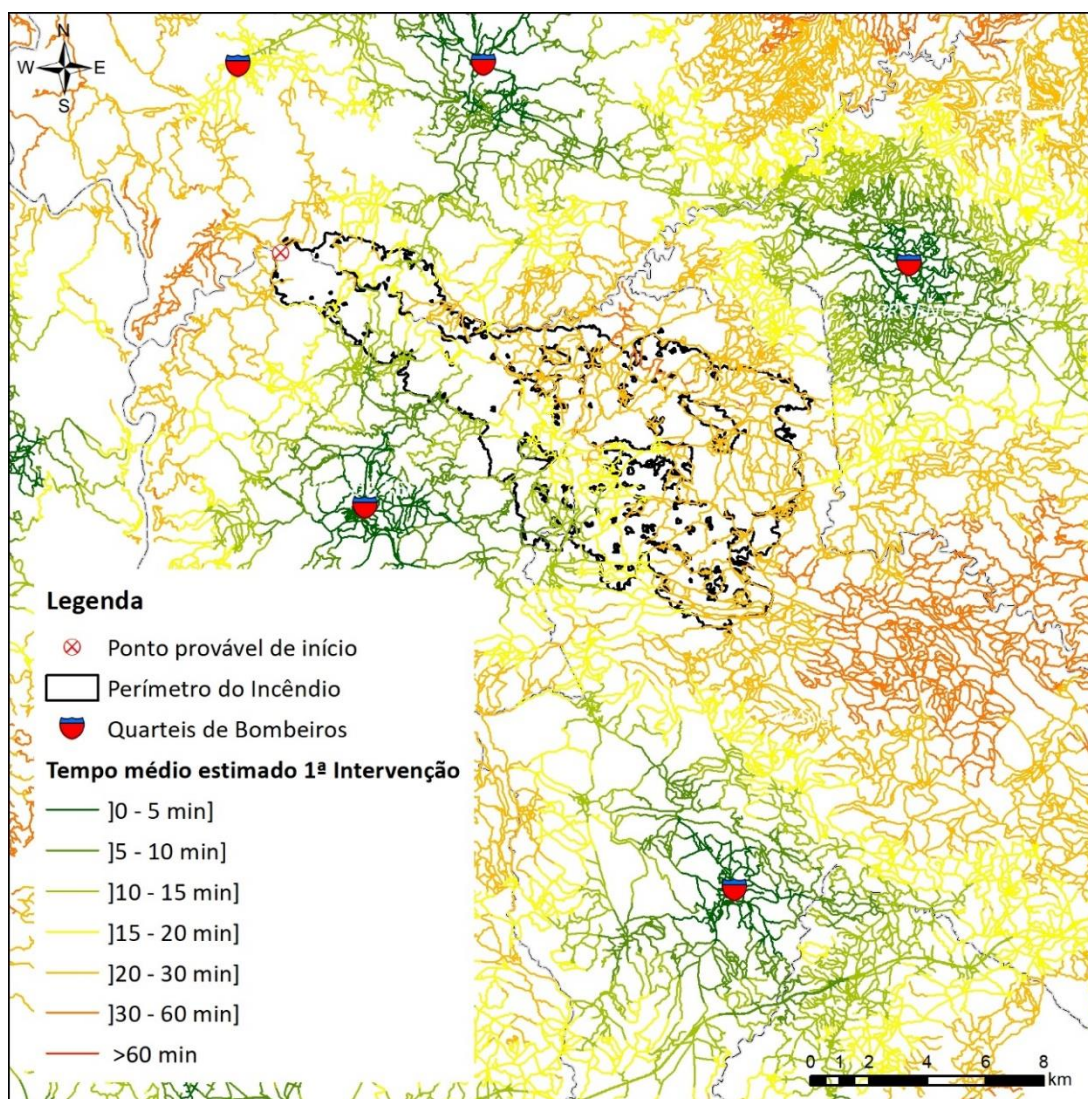 N
W E
S
Legenda
Ponto provável de início
Perímetro do Incêndio
Quarteis de Bombeiros
Tempo médio estimado 1ª Intervenção
]0 - 5 min]
]5 - 10 min]
]10 - 15 min]
]15 - 20 min]
]20 - 30 min]
]30 - 60 min]
>60 min
0 1 2 4 6 8
km